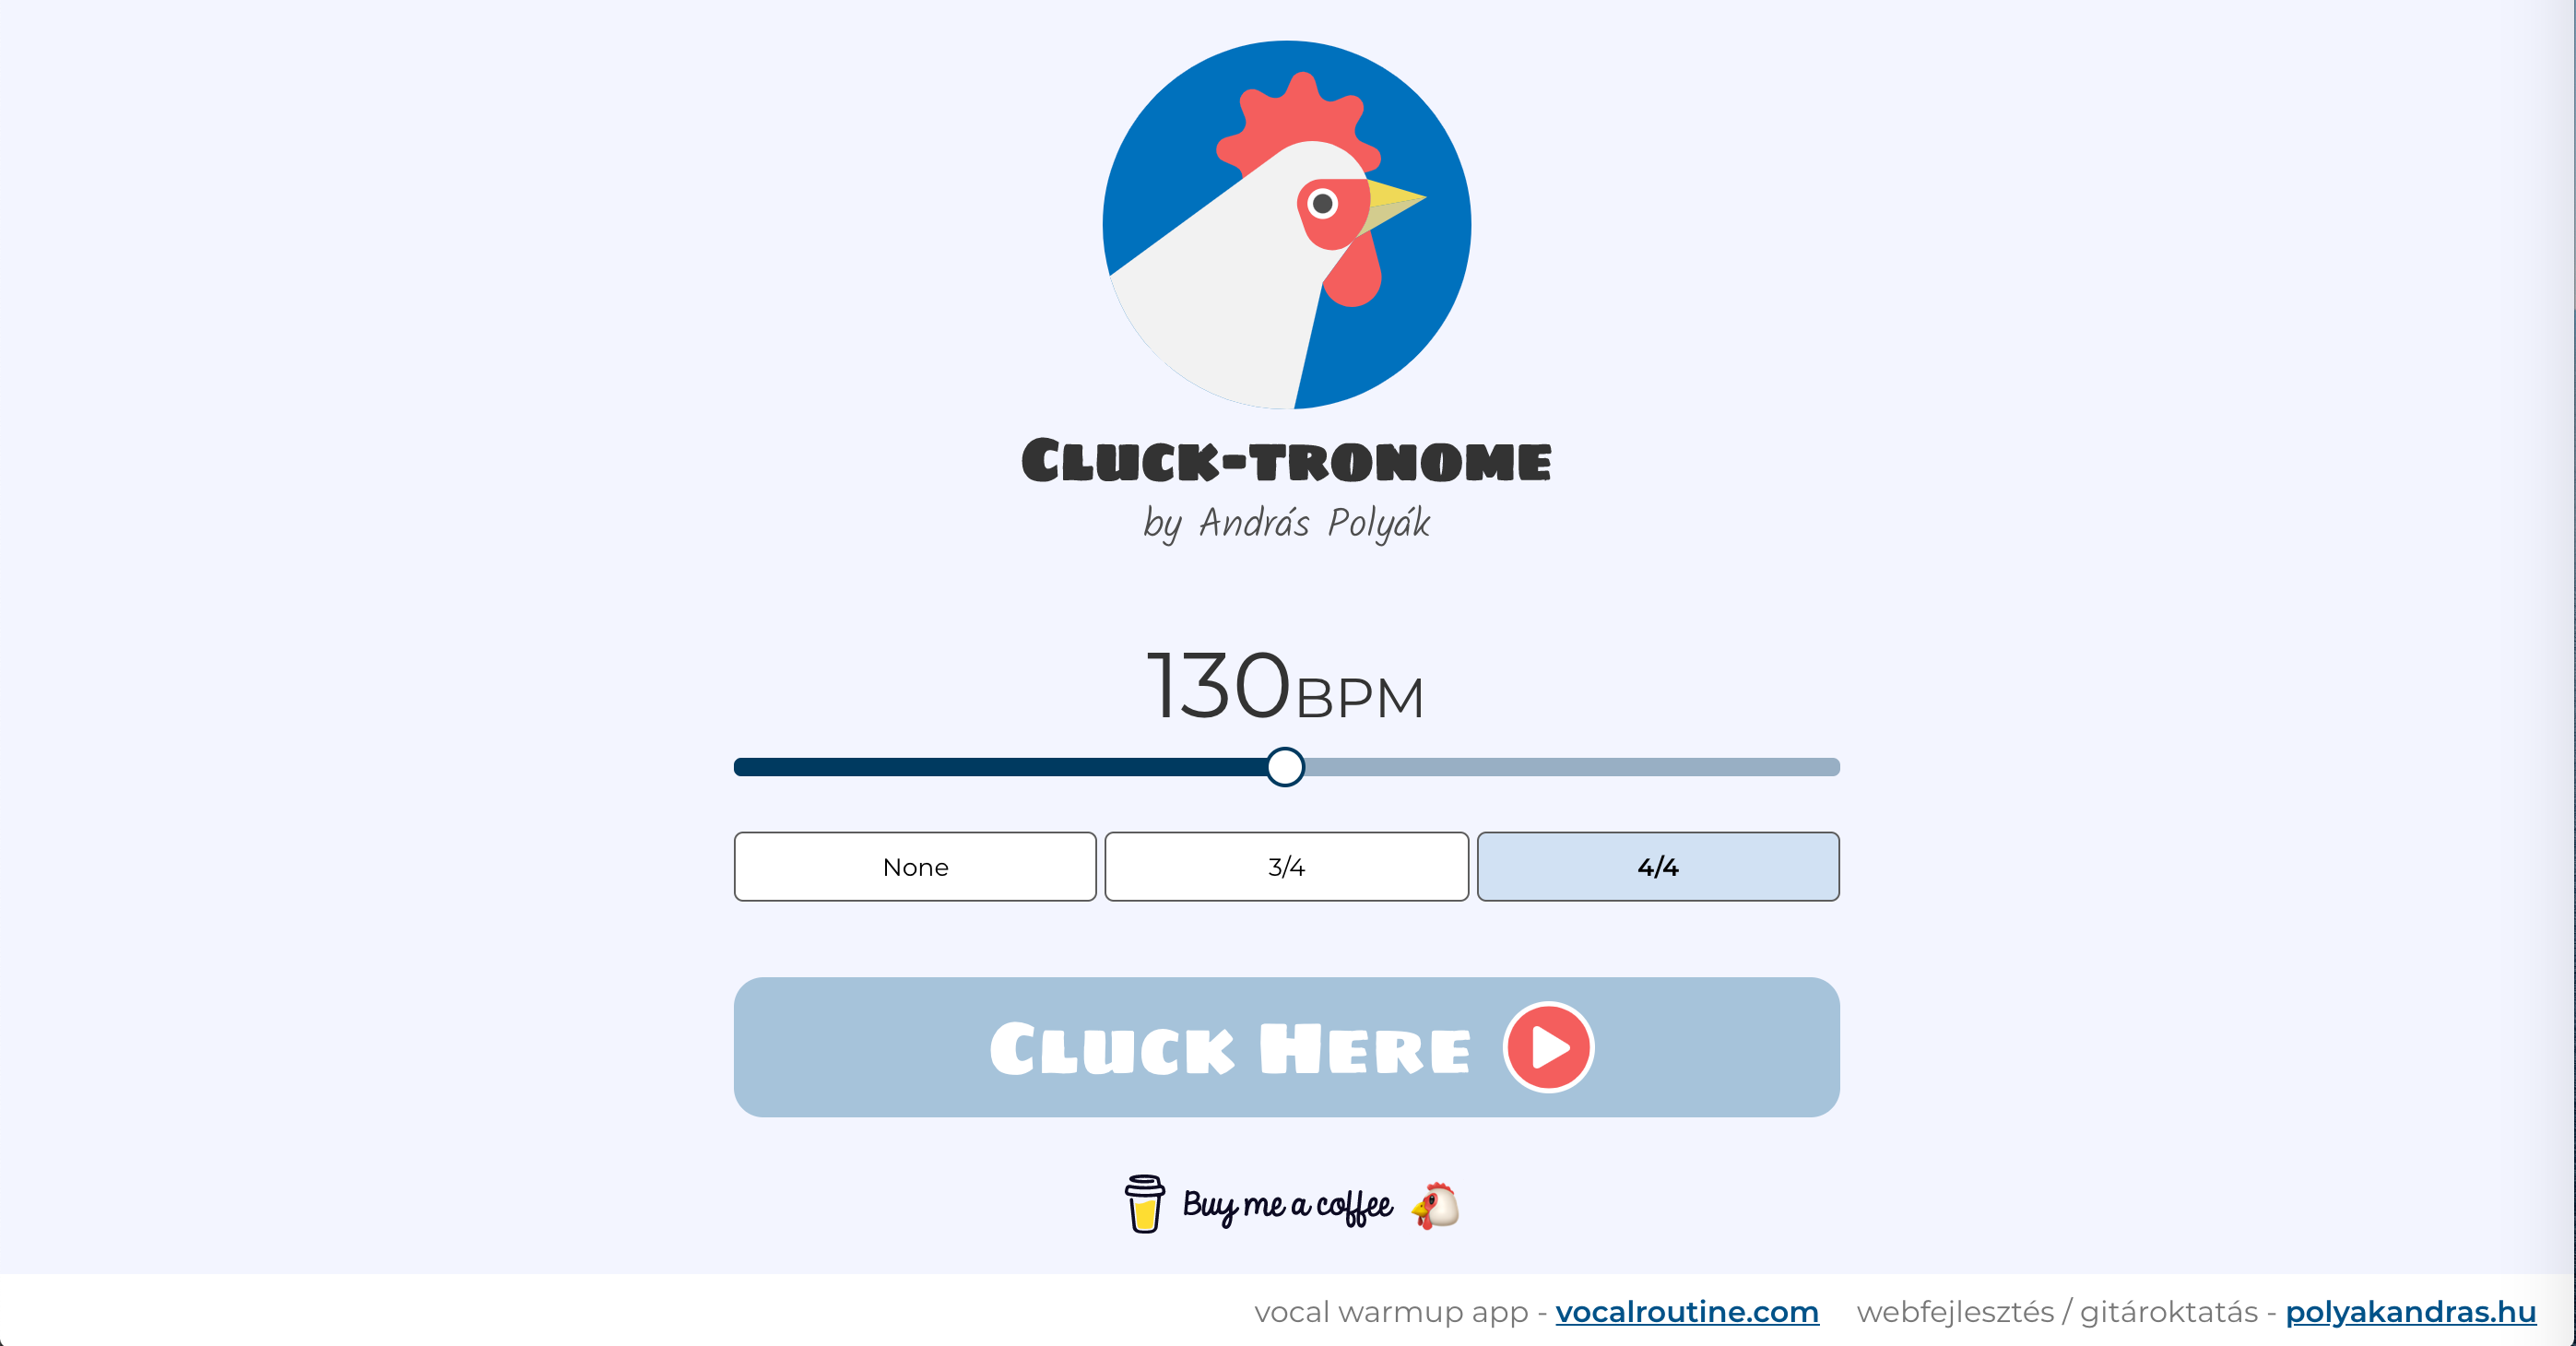 Cluck-tronome
by András Polyák
130BPM
None
3/4
4/4
Cluck Here
Buy me a coffee
vocal warmup app - vocalroutine.com
webfejlesztés / gitároktatás - polyakandras.hu